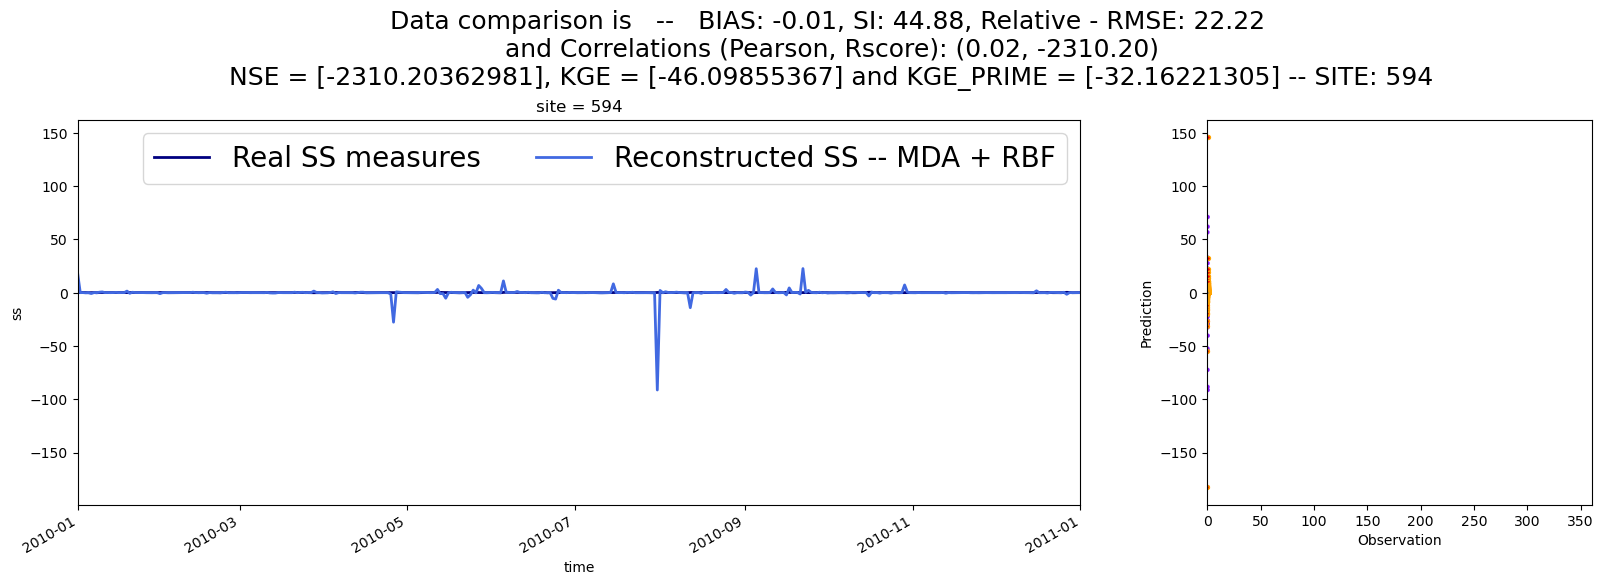 Data comparison is   --   BIAS: -0.01, SI: 44.88, Relative - RMSE: 22.22
and Correlations (Pearson, Rscore): (0.02, -2310.20)
NSE = [-2310.20362981], KGE = [-46.09855367] and KGE_PRIME = [-32.16221305] -- SITE: 594
site = 594
Real SS measures
Reconstructed SS -- MDA + RBF
ss
150
100
50
0
−50
−100
−150
2010-01
2010-03
2010-05
2010-07
2010-09
2010-11
2011-01
time
Prediction
150
100
50
0
−50
−100
−150
0
50
100
150
200
250
300
350
Observation